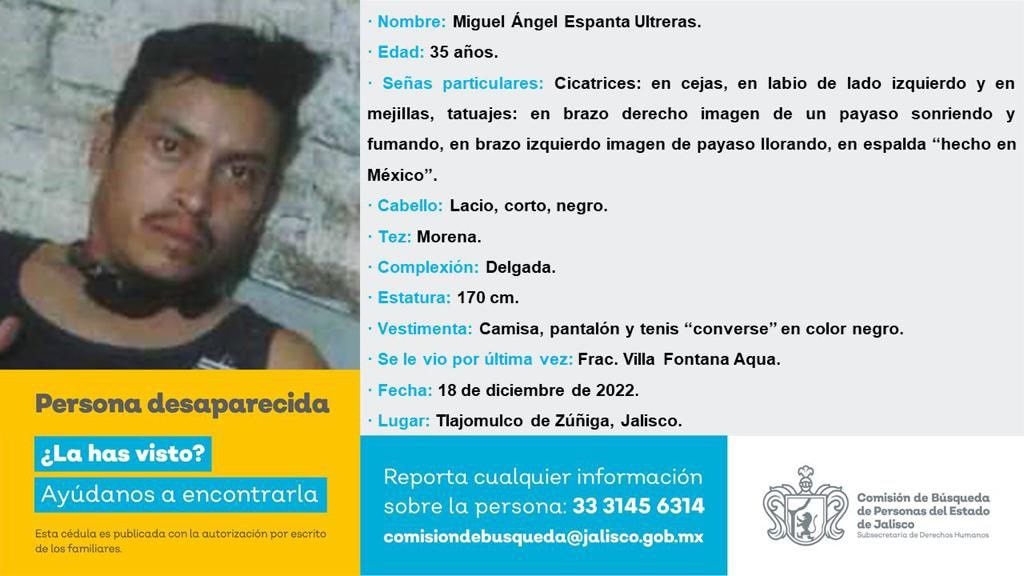 · Nombre: Miguel Ángel Espanta Ultreras.
· Edad: 35 años.
· Señas particulares: Cicatrices: en cejas, en labio de lado izquierdo y en
mejillas, tatuajes: en brazo derecho imagen de un payaso sonriendo y
fumando, en brazo izquierdo imagen de payaso llorando, en espalda “hecho en
México”.
· Cabello: Lacio, corto, negro.
· Tez: Morena.
· Complexión: Delgada.
· Estatura: 170 cm.
· Vestimenta: Camisa, pantalón y tenis “converse” en color negro.
· Se le vio por última vez: Frac. Villa Fontana Aqua.
· Fecha: 18 de diciembre de 2022.
· Lugar: Tlajomulco de Zúñiga, Jalisco.
Persona desaparecida
¿La has visto?
Ayúdanos a encontrarla
Esta cédula es publicada con la autorización por escrito
de los familiares.
Reporta cualquier información
sobre la persona: 33 3145 6314
comisiondebusqueda@jalisco.gob.mx
Comisión de Búsqueda
de Personas del Estado
de Jalisco
Subsecretaría de Derechos Humanos